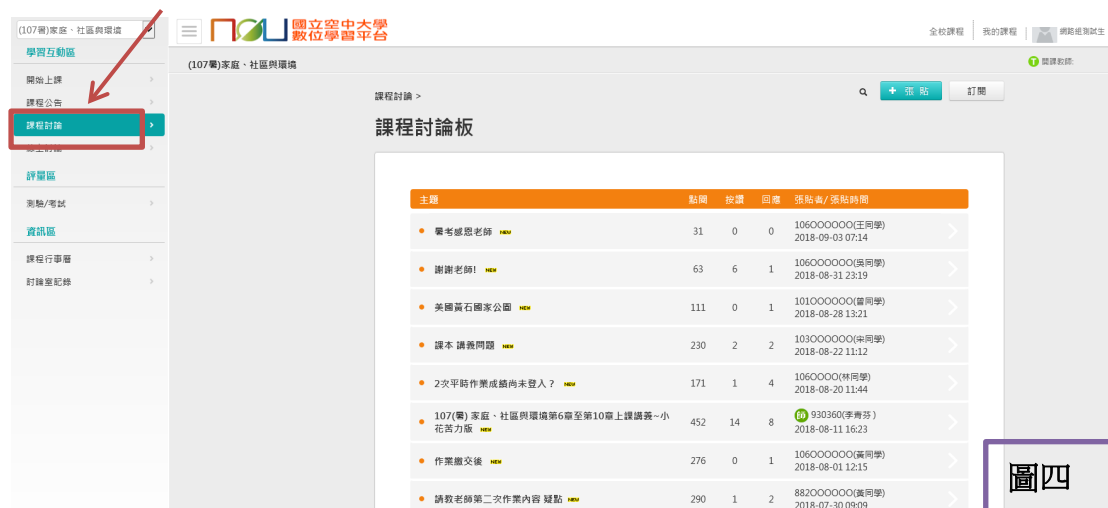 (107暑)家庭、社區與環境
國立空中大學
數位學習平台
全校課程
我的課程
網路組測試生
學習互動區
開始上課
課程公告
課程討論
評量區
測驗/考試
資訊區
課程行事曆
討論室記錄
(107暑)家庭、社區與環境
T 開課教師:
課程討論 >
+ 張 貼
訂閱
課程討論板
主題 點閱 按讚 回應 張貼者/張貼時間
暑考感恩老師 NEW 31 0 0 106OOOOOO(王同學)
2018-09-03 07:14
謝謝老師! NEW 63 6 1 106OOOOOO(吳同學)
2018-08-31 23:19
美國黃石國家公園 NEW 111 0 1 101OOOOOO(曾同學)
2018-08-28 13:21
課本 講義問題 NEW 230 2 2 103OOOOOO(宋同學)
2018-08-22 11:12
2次平時作業成績尚未登入？ NEW 171 1 4 106OOOO(林同學)
2018-08-20 11:44
107(暑) 家庭、社區與環境第6章至第10章上課講義~小
花苦力版 NEW 452 14 8 師 930360(李青芬)
2018-08-11 16:23
作業繳交後 NEW 276 0 1 106OOOOOO(黃同學)
2018-08-01 12:15
請教老師第二次作業內容 疑點 NEW 290 1 2 882OOOOOO(黃同學)
2018-07-30 09:09
圖四